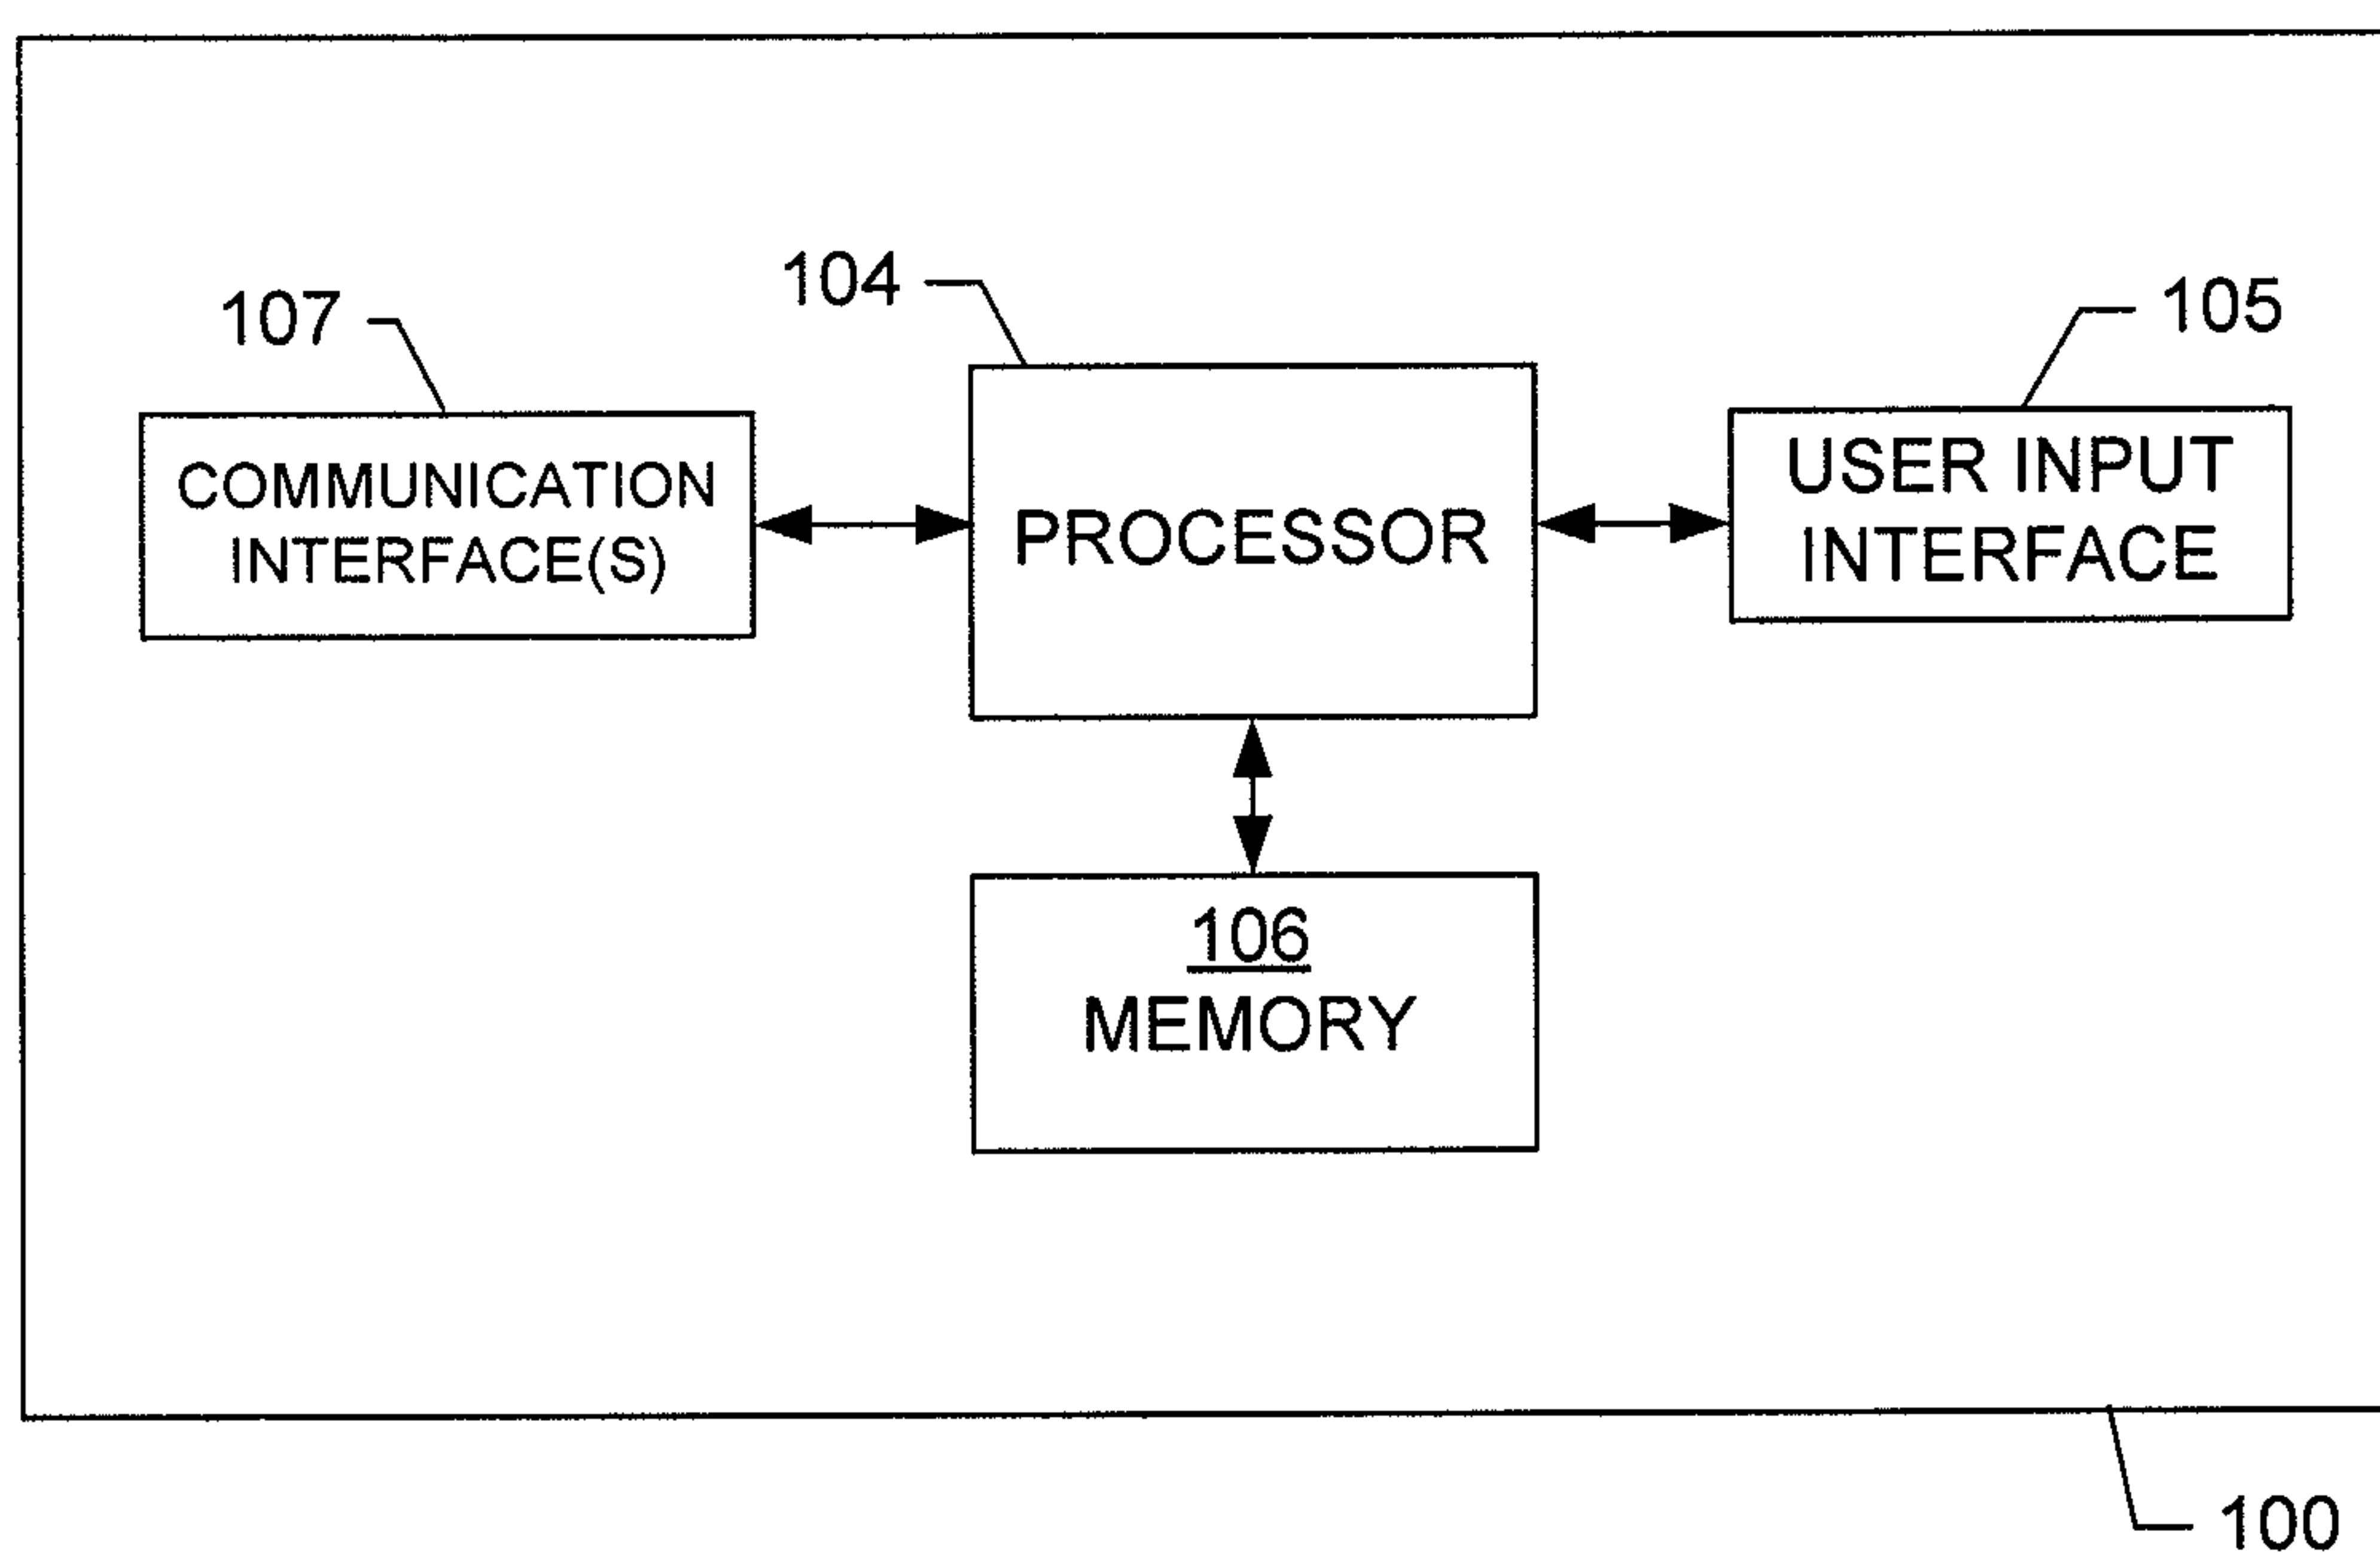 104
107
105
COMMUNICATION
INTERFACE(S)
PROCESSOR
USER INPUT
INTERFACE
106
MEMORY
100